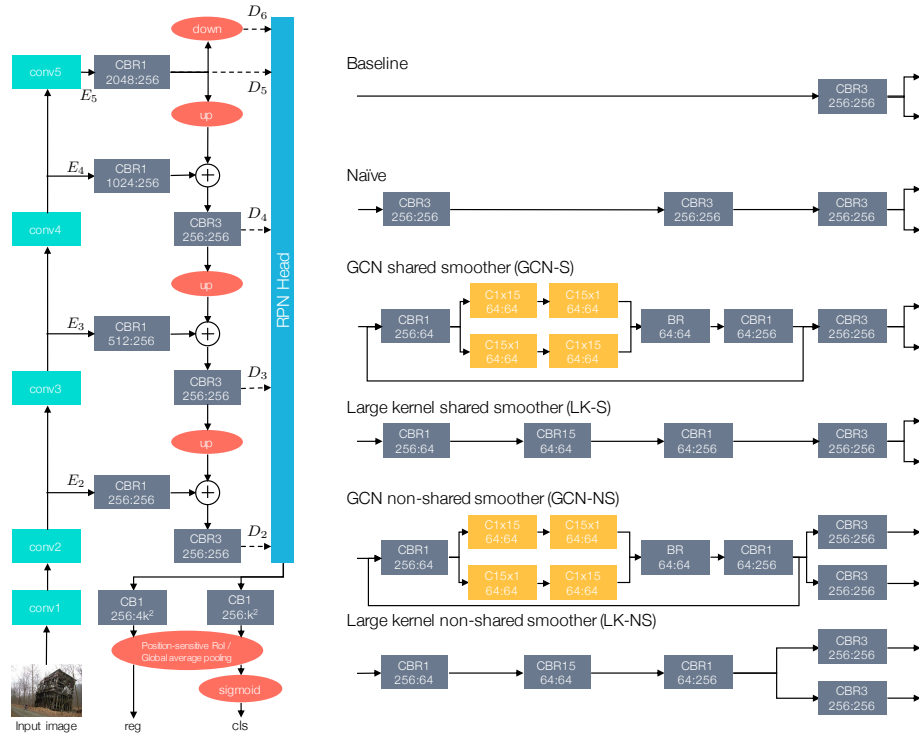 D6
down
conv5
CBR1
2048:256
E5
D5
up
E4
CBR1
1024:256
+
conv4
CBR3
256:256
D4
up
E3
CBR1
512:256
+
conv3
CBR3
256:256
D3
up
E2
CBR1
256:256
+
conv2
CBR3
256:256
D2
RPN Head
conv1
CB1
256:4k²
CB1
256:k²
Position-sensitive RoI /
Global average pooling
sigmoid
Input image
reg
cls
Baseline
CBR3
256:256
Naïve
CBR3
256:256
CBR3
256:256
CBR3
256:256
GCN shared smoother (GCN-S)
CBR1
256:64
C1x15
64:64
C15x1
64:64
C15x1
64:64
C1x15
64:64
BR
64:64
CBR1
64:256
CBR3
256:256
Large kernel shared smoother (LK-S)
CBR1
256:64
CBR15
64:64
CBR1
64:256
CBR3
256:256
GCN non-shared smoother (GCN-NS)
CBR1
256:64
C1x15
64:64
C15x1
64:64
C15x1
64:64
C1x15
64:64
BR
64:64
CBR1
64:256
CBR3
256:256
CBR3
256:256
Large kernel non-shared smoother (LK-NS)
CBR1
256:64
CBR15
64:64
CBR1
64:256
CBR3
256:256
CBR3
256:256